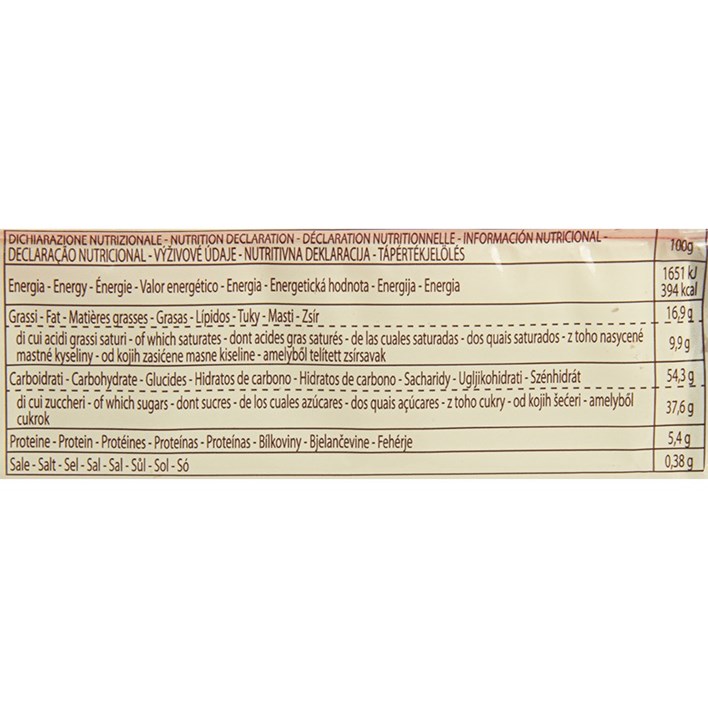 DICHIARAZIONE NUTRIZIONALE - NUTRITION DECLARATION - DÉCLARATION NUTRITIONNELLE - INFORMACIÓN NUTRICIONAL -
DECLARAÇÃO NUTRICIONAL - VÝŽIVOVÉ ÚDAJE - NUTRITIVNA DEKLARACIJA - TÁPÉRTÉKJELÖLÉS
100g
Energia - Energy - Énergie - Valor energético - Energia - Energetická hodnota - Energija - Energia
1651 kJ
394 kcal
Grassi - Fat - Matières grasses - Grasas - Lípidos - Tuky - Masti - Zsír
16,9 g
di cui acidi grassi saturi - of which saturates - dont acides gras saturés - de las cuales saturadas - dos quais saturados - z toho nasycené
mastné kyseliny - od kojih zasićene masne kiseline - amelyből telített zsírsavak
9,9 g
Carboidrati - Carbohydrate - Glucides - Hidratos de carbono - Hidratos de carbono - Sacharidy - Ugljikohidrati - Szénhidrát
54,3 g
di cui zuccheri - of which sugars - dont sucres - de los cuales azúcares - dos quais açúcares - z toho cukry - od kojih šećeri - amelyből
cukrok
37,6 g
Proteine - Protein - Protéines - Proteínas - Proteínas - Bílkoviny - Bjelančevine - Fehérje
5,4 g
Sale - Salt - Sel - Sal - Sal - Sůl - Sol - Só
0,38 g